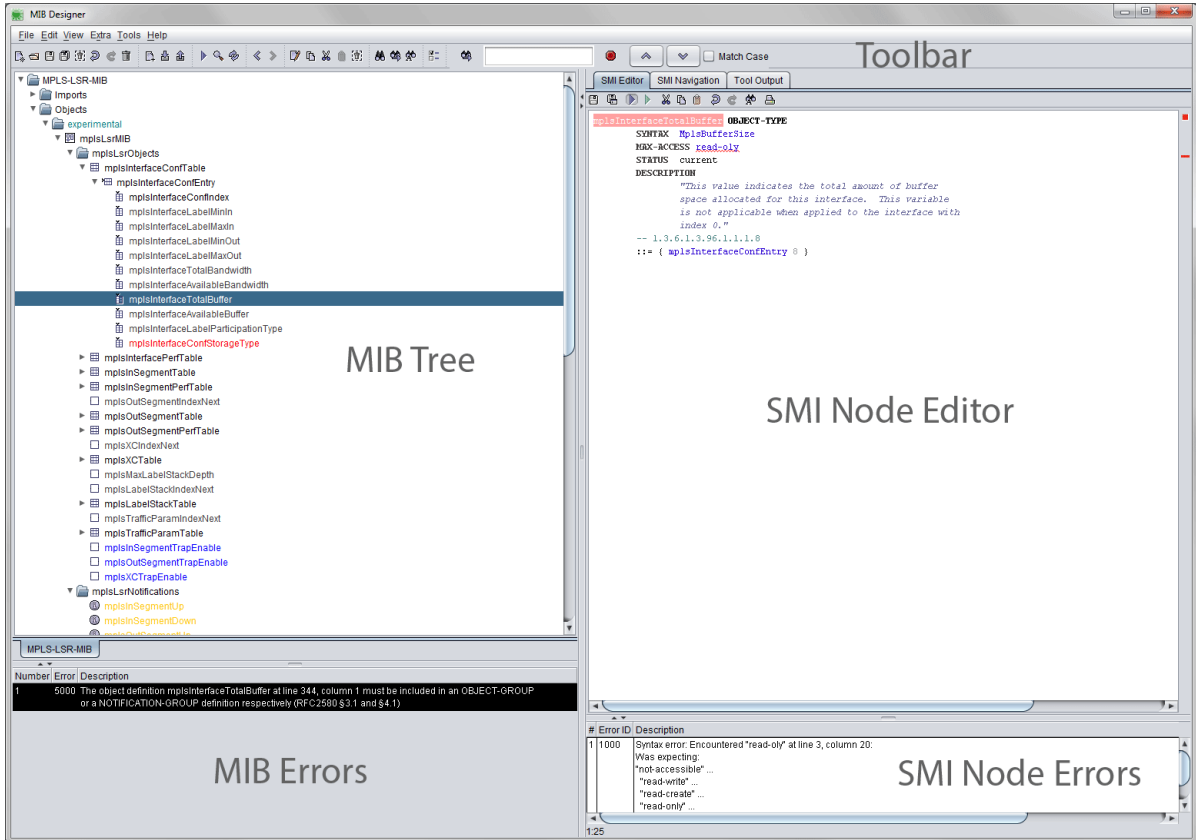 MIB Designer
File Edit View Extra Tools Help
Match Case
Toolbar
MPLS-LSR-MIB
Imports
Objects
experimental
mplsLsrMIB
mplsLsrObjects
mplsInterfaceConfTable
mplsInterfaceConfEntry
mplsInterfaceConfIndex
mplsInterfaceLabelMinIn
mplsInterfaceLabelMaxIn
mplsInterfaceLabelMinOut
mplsInterfaceLabelMaxOut
mplsInterfaceTotalBandwidth
mplsInterfaceAvailableBandwidth
mplsInterfaceTotalBuffer
mplsInterfaceAvailableBuffer
mplsInterfaceLabelParticipationType
mplsInterfaceConfStorageType
mplsInterfacePerfTable
mplsInSegmentTable
mplsInSegmentPerfTable
mplsOutSegmentIndexNext
mplsOutSegmentTable
mplsOutSegmentPerfTable
mplsXCIndexNext
mplsXCTable
mplsMaxLabelStackDepth
mplsLabelStackIndexNext
mplsLabelStackTable
mplsTrafficParamIndexNext
mplsTrafficParamTable
mplsInSegmentTrapEnable
mplsOutSegmentTrapEnable
mplsXCTrapEnable
mplsLsrNotifications
mplsInSegmentUp
mplsInSegmentDown
mplsOutSegmentUp
MIB Tree
MPLS-LSR-MIB
Number Error Description
1 5000 The object definition mplsInterfaceTotalBuffer at line 344, column 1 must be included in an OBJECT-GROUP
or a NOTIFICATION-GROUP definition respectively (RFC2580 §3.1 and §4.1)
MIB Errors
SMI Editor SMI Navigation Tool Output
mplsInterfaceTotalBuffer OBJECT-TYPE
SYNTAX MplsBufferSize
MAX-ACCESS read-oly
STATUS current
DESCRIPTION
"This value indicates the total amount of buffer
space allocated for this interface. This variable
is not applicable when applied to the interface with
index 0."
-- 1.3.6.1.3.96.1.1.1.8
::= { mplsInterfaceConfEntry 8 }
SMI Node Editor
# Error ID Description
1 1000 Syntax error: Encountered "read-oly" at line 3, column 20:
Was expecting:
"not-accessible" ...
"read-write" ...
"read-create" ...
"read-only" ...
SMI Node Errors
1:25